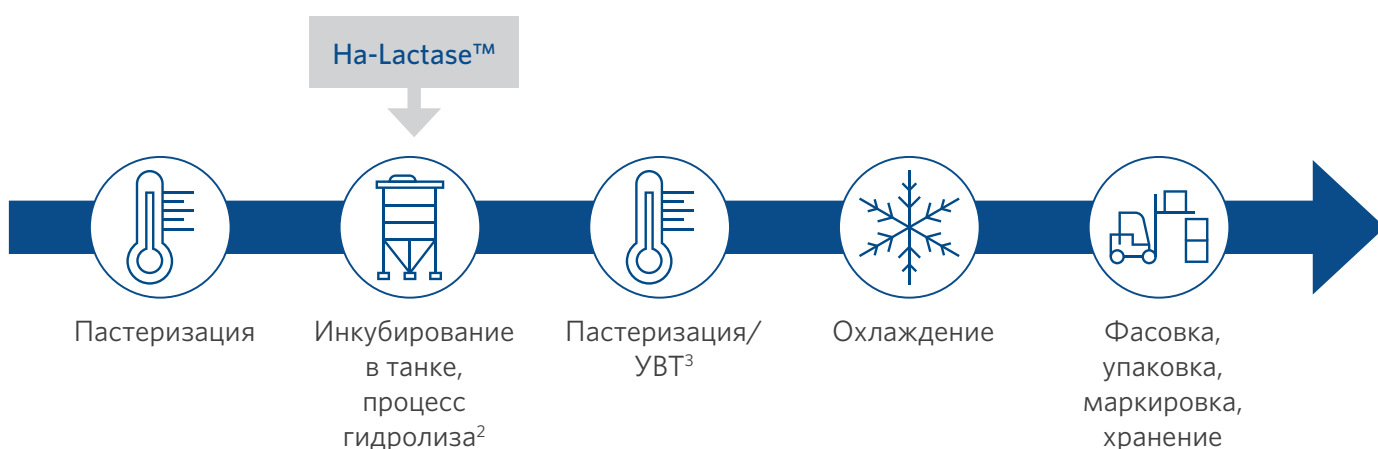 Ha-Lactase™
Пастеризация
Инкубирование
в танке,
процесс
гидролиза²
Пастеризация/
УВТ³
Охлаждение
Фасовка,
упаковка,
маркировка,
хранение